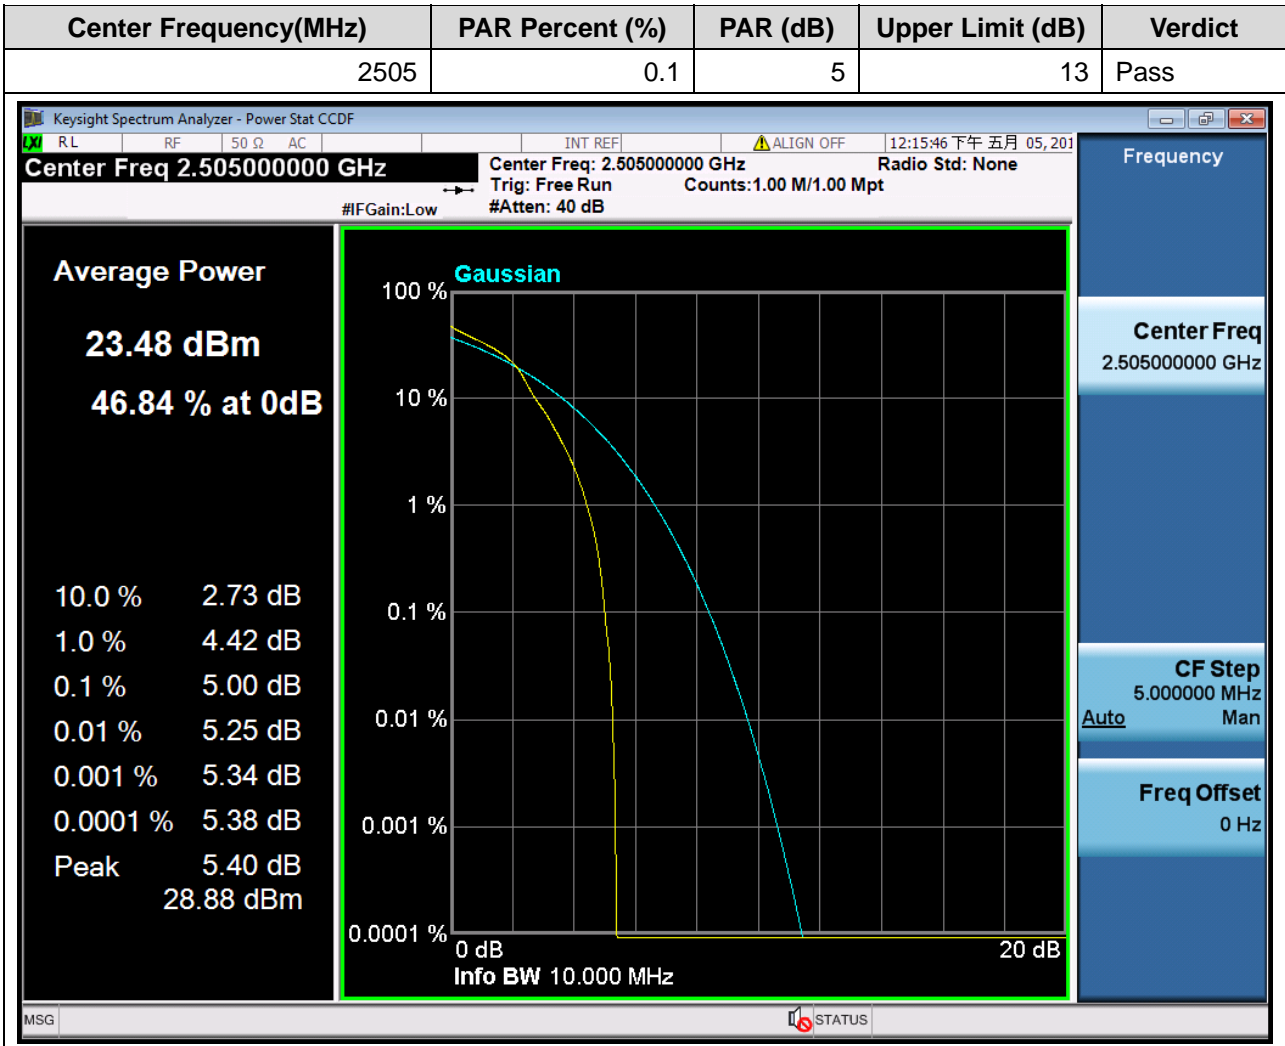 Center Frequency(MHz) PAR Percent (%) PAR (dB) Upper Limit (dB) Verdict
2505 0.1 5 13 Pass
Keysight Spectrum Analyzer - Power Stat CCDF
LXI RL RF 50 Ω AC INT REF ALIGN OFF 12:15:46 下午 五月 05, 201
Center Freq 2.505000000 GHz
Center Freq: 2.505000000 GHz Radio Std: None
Trig: Free Run Counts:1.00 M/1.00 Mpt
#IFGain:Low #Atten: 40 dB
Frequency
Average Power
23.48 dBm
46.84 % at 0dB
10.0 % 2.73 dB
1.0 % 4.42 dB
0.1 % 5.00 dB
0.01 % 5.25 dB
0.001 % 5.34 dB
0.0001 % 5.38 dB
Peak 5.40 dB
28.88 dBm
Gaussian
100 %
10 %
1 %
0.1 %
0.01 %
0.001 %
0.0001 %
0 dB 20 dB
Info BW 10.000 MHz
Center Freq
2.505000000 GHz
CF Step
5.000000 MHz
Auto Man
Freq Offset
0 Hz
MSG STATUS